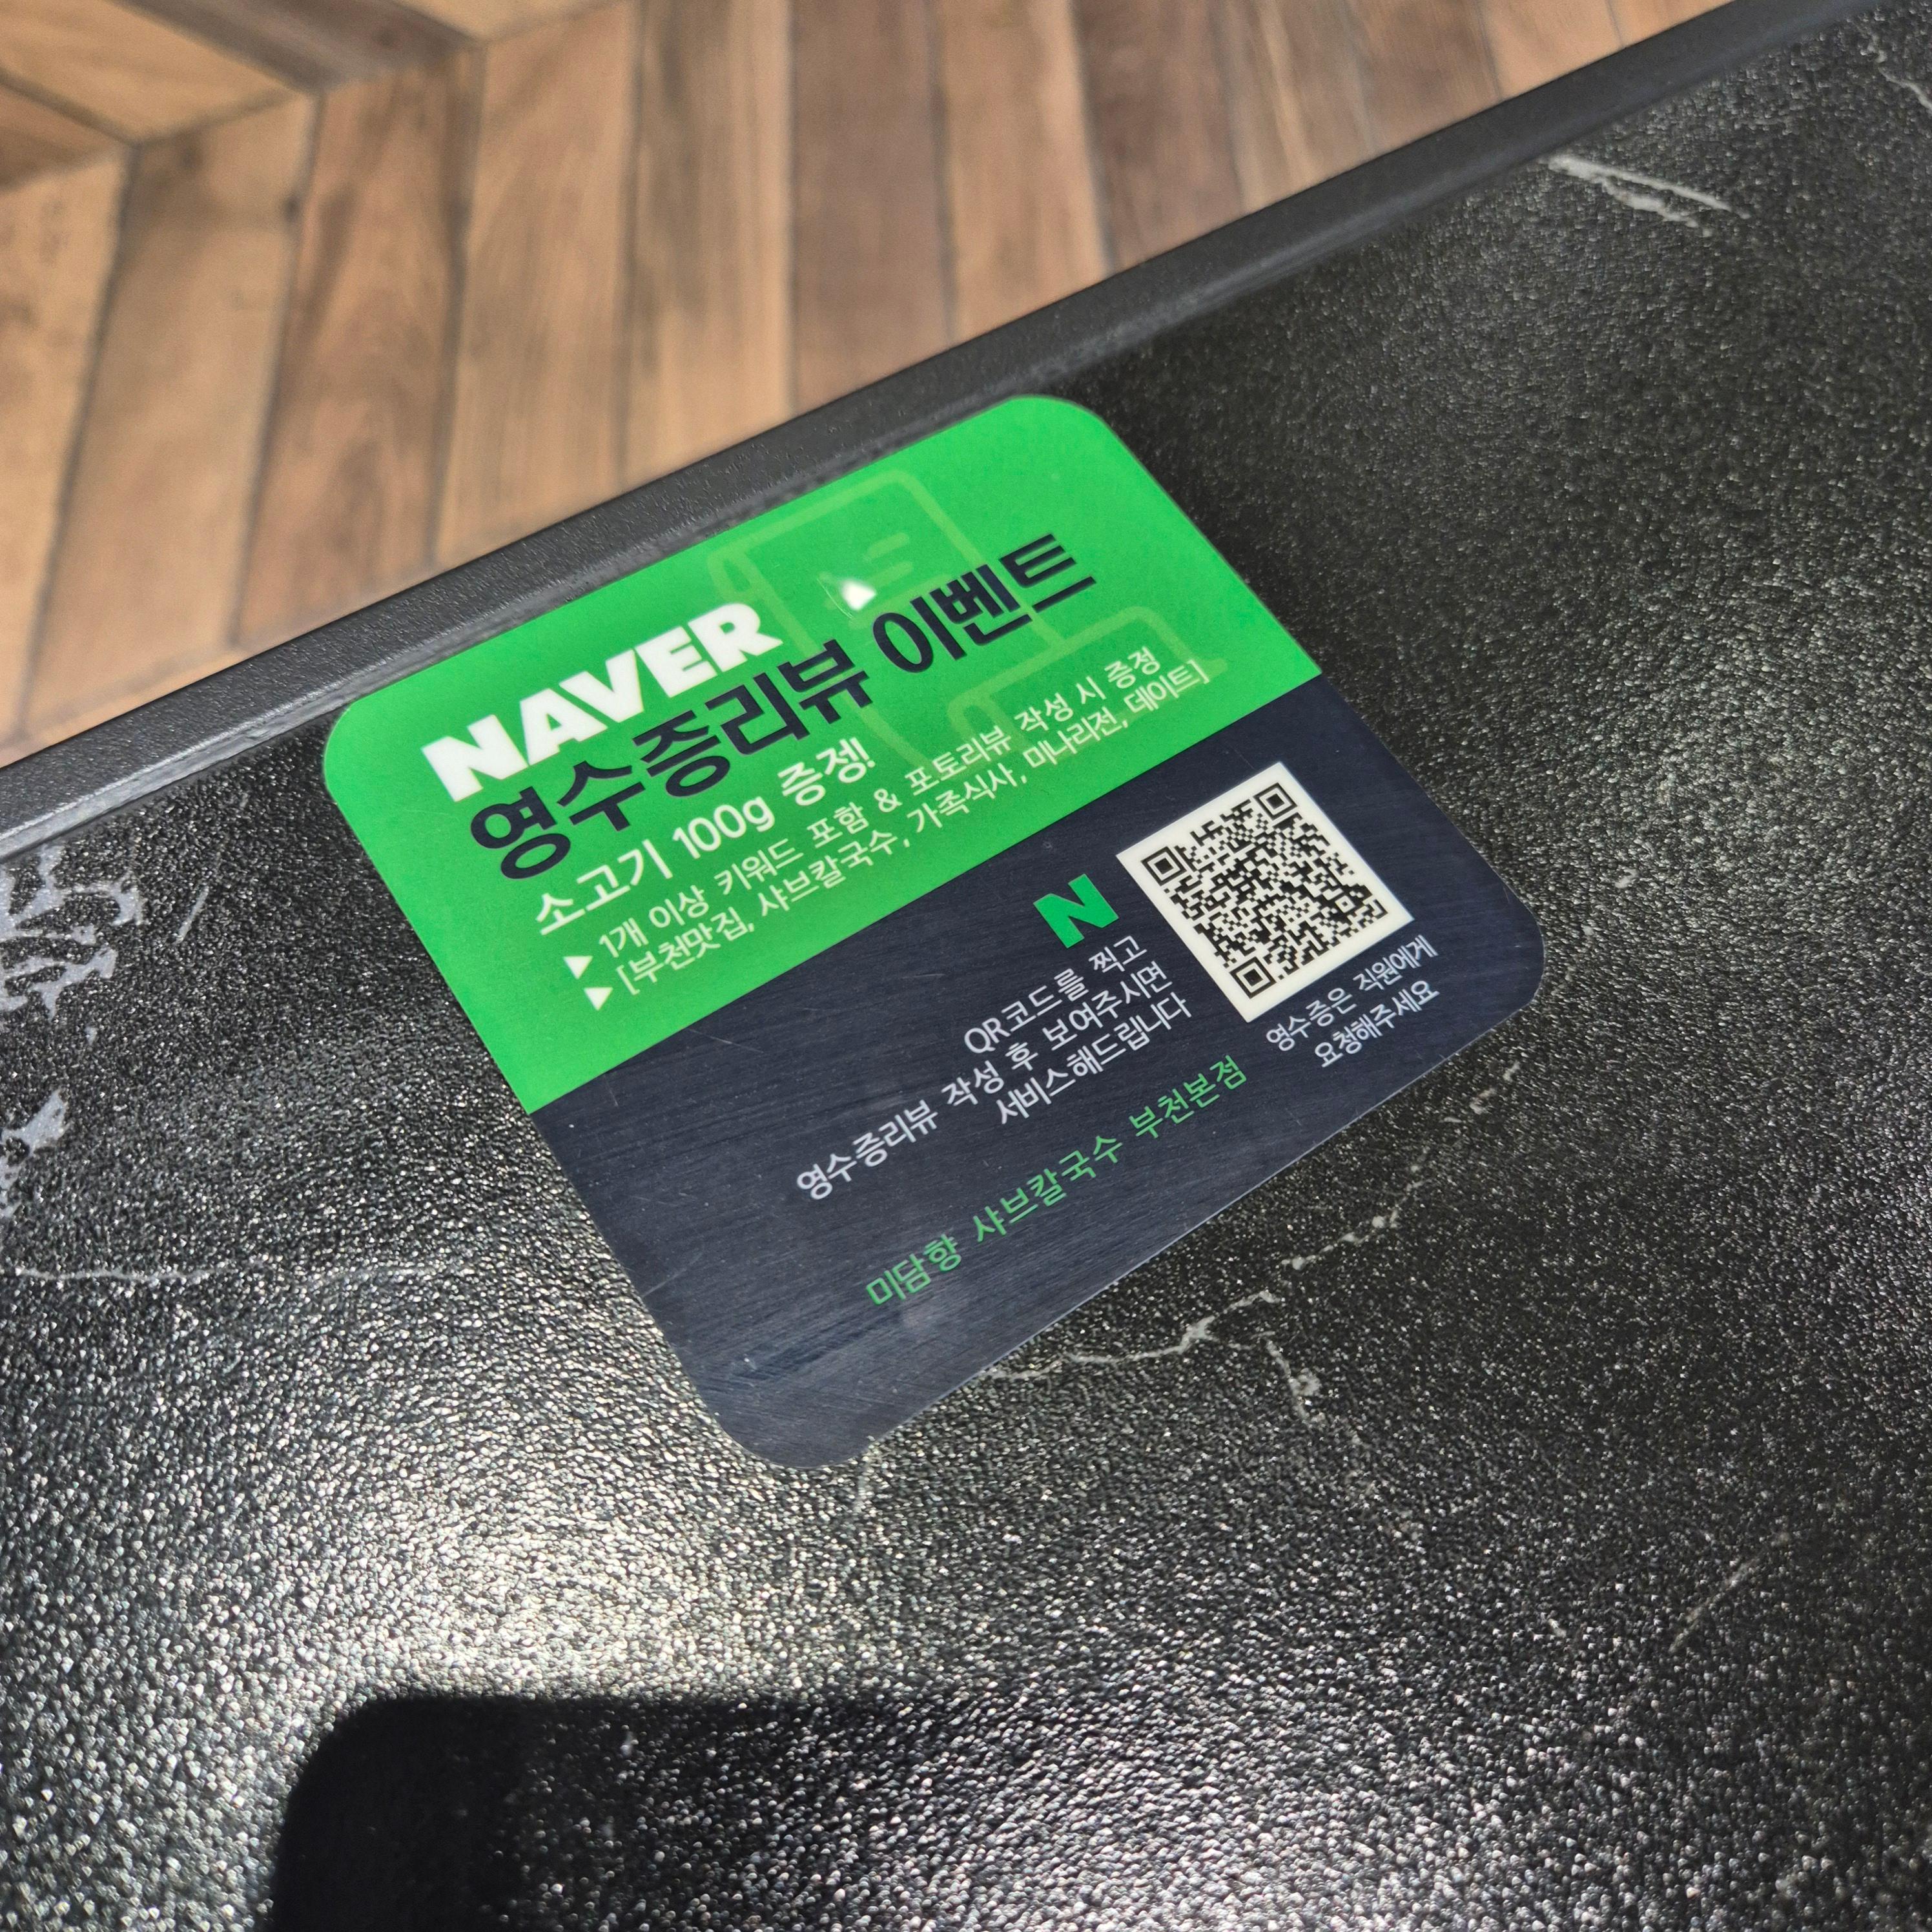 NAVER
영수증리뷰 이벤트
소고기 100g 증정!
▶ 1개 이상 키워드 포함 & 포토리뷰 작성 시 증정
▶ [부천맛집, 샤브칼국수, 가족식사, 미나리전, 데이트]
N
QR코드를 찍고
영수증리뷰 작성 후 보여주시면
서비스해드립니다
영수증은 직원에게
요청해주세요
미담항 샤브칼국수 부천본점